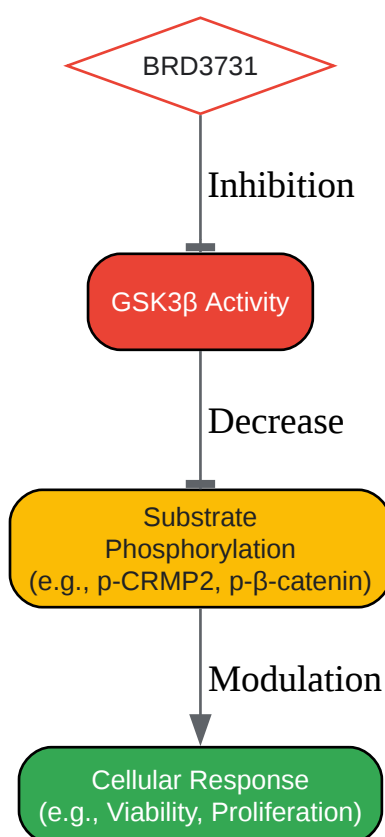 BRD3731
Inhibition
GSK3β Activity
Decrease
Substrate
Phosphorylation
(e.g., p-CRMP2, p-β-catenin)
Modulation
Cellular Response
(e.g., Viability, Proliferation)